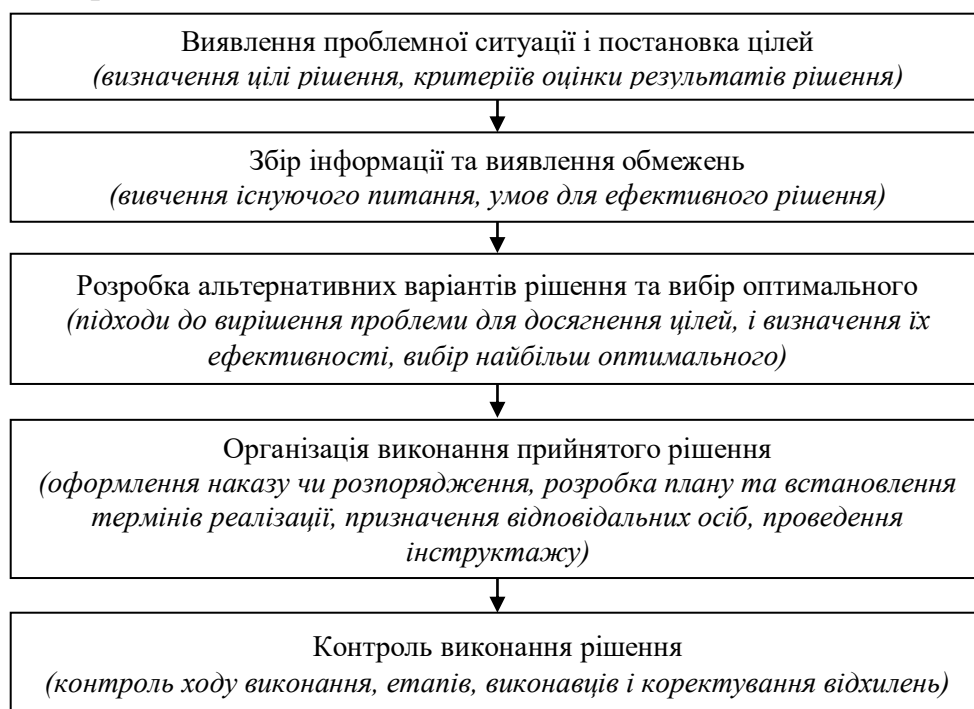 Виявлення проблемної ситуації і постановка цілей
(визначення цілі рішення, критеріїв оцінки результатів рішення)
Збір інформації та виявлення обмежень
(вивчення існуючого питання, умов для ефективного рішення)
Розробка альтернативних варіантів рішення та вибір оптимального
(підходи до вирішення проблеми для досягнення цілей, і визначення їх
ефективності, вибір найбільш оптимального)
Організація виконання прийнятого рішення
(оформлення наказу чи розпорядження, розробка плану та встановлення
термінів реалізації, призначення відповідальних осіб, проведення
інструктажу)
Контроль виконання рішення
(контроль ходу виконання, етапів, виконавців і коректування відхилень)